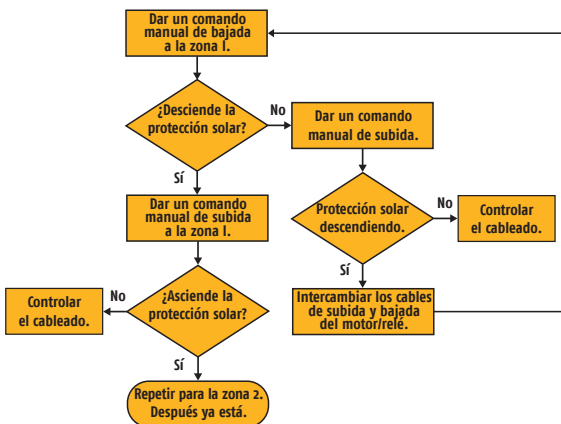 Dar un comando
manual de bajada
a la zona I.
¿Desciende la
protección solar?
No
Dar un comando
manual de subida.
Sí
Dar un comando
manual de subida
a la zona I.
Protección solar
descendiendo.
No
Controlar
el cableado.
Sí
Controlar
el cableado.
No
¿Asciende la
protección solar?
Intercambiar los cables
de subida y bajada
del motor/relé.
Sí
Repetir para la zona 2.
Después ya está.